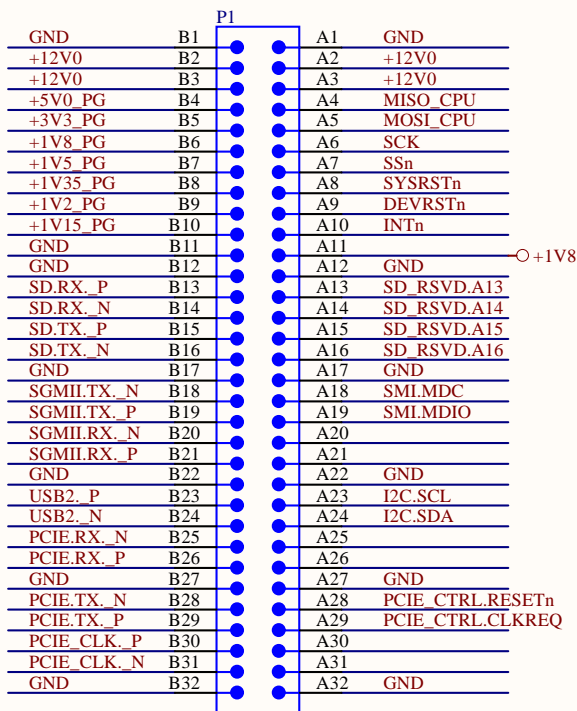 P1
GND B1 A1 GND
+12V0 B2 A2 +12V0
+12V0 B3 A3 +12V0
+5V0_PG B4 A4 MISO_CPU
+3V3_PG B5 A5 MOSI_CPU
+1V8_PG B6 A6 SCK
+1V5_PG B7 A7 SSn
+1V35_PG B8 A8 SYSRSTn
+1V2_PG B9 A9 DEVRSTn
+1V15_PG B10 A10 INTn
GND B11 A11 +1V8
GND B12 A12 GND
SD.RX._P B13 A13 SD_RSVD.A13
SD.RX._N B14 A14 SD_RSVD.A14
SD.TX._P B15 A15 SD_RSVD.A15
SD.TX._N B16 A16 SD_RSVD.A16
GND B17 A17 GND
SGMII.TX._N B18 A18 SMI.MDC
SGMII.TX._P B19 A19 SMI.MDIO
SGMII.RX._N B20 A20
SGMII.RX._P B21 A21
GND B22 A22 GND
USB2._P B23 A23 I2C.SCL
USB2._N B24 A24 I2C.SDA
PCIE.RX._N B25 A25
PCIE.RX._P B26 A26
GND B27 A27 GND
PCIE.TX._N B28 A28 PCIE_CTRL.RESETn
PCIE.TX._P B29 A29 PCIE_CTRL.CLKREQ
PCIE_CLK._P B30 A30
PCIE_CLK._N B31 A31
GND B32 A32 GND